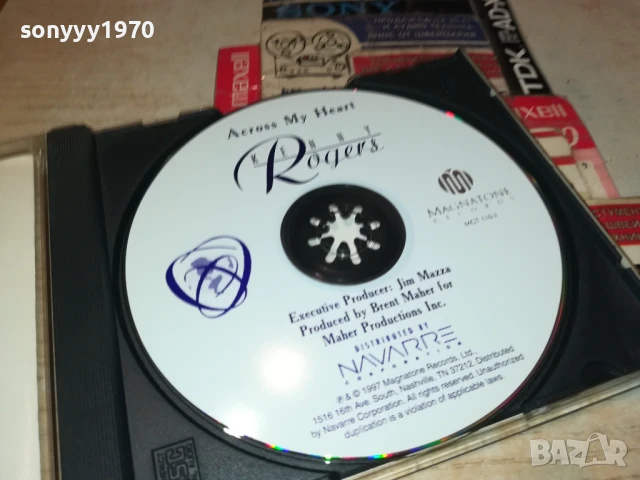 sonyyy1970
SONY
maxell
TDK
maxell
Across My Heart
KENNY
Rogers
MAGNATONE
RECORDS
Executive Producer: Jim Mazza
Produced by Brent Maher for
Maher Productions Inc.
DISTRIBUTED BY
NAVARRE
CORPORATION
℗ & © 1997 Magnatone Records, Ltd.,
1516 16th Ave. South, Nashville, TN 37212. Distributed
by Navarre Corporation. All rights reserved. Unauthorized
duplication is a violation of applicable laws.
BAZAR